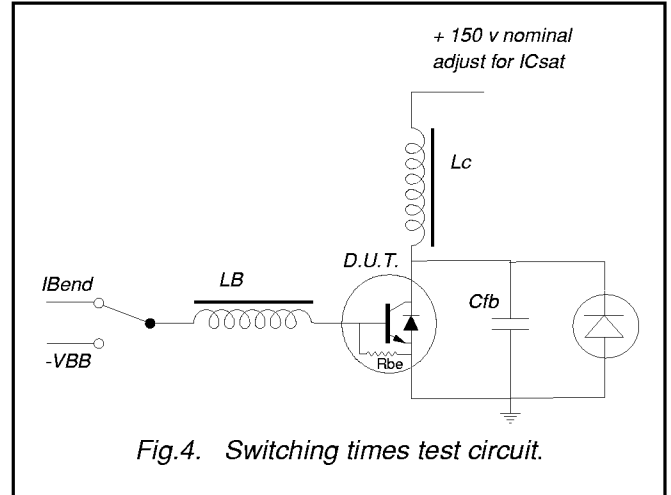 + 150 v nominal
adjust for ICsat
Lc
D.U.T.
IBend
LB
Cfb
-VBB
Rbe
Fig.4. Switching times test circuit.